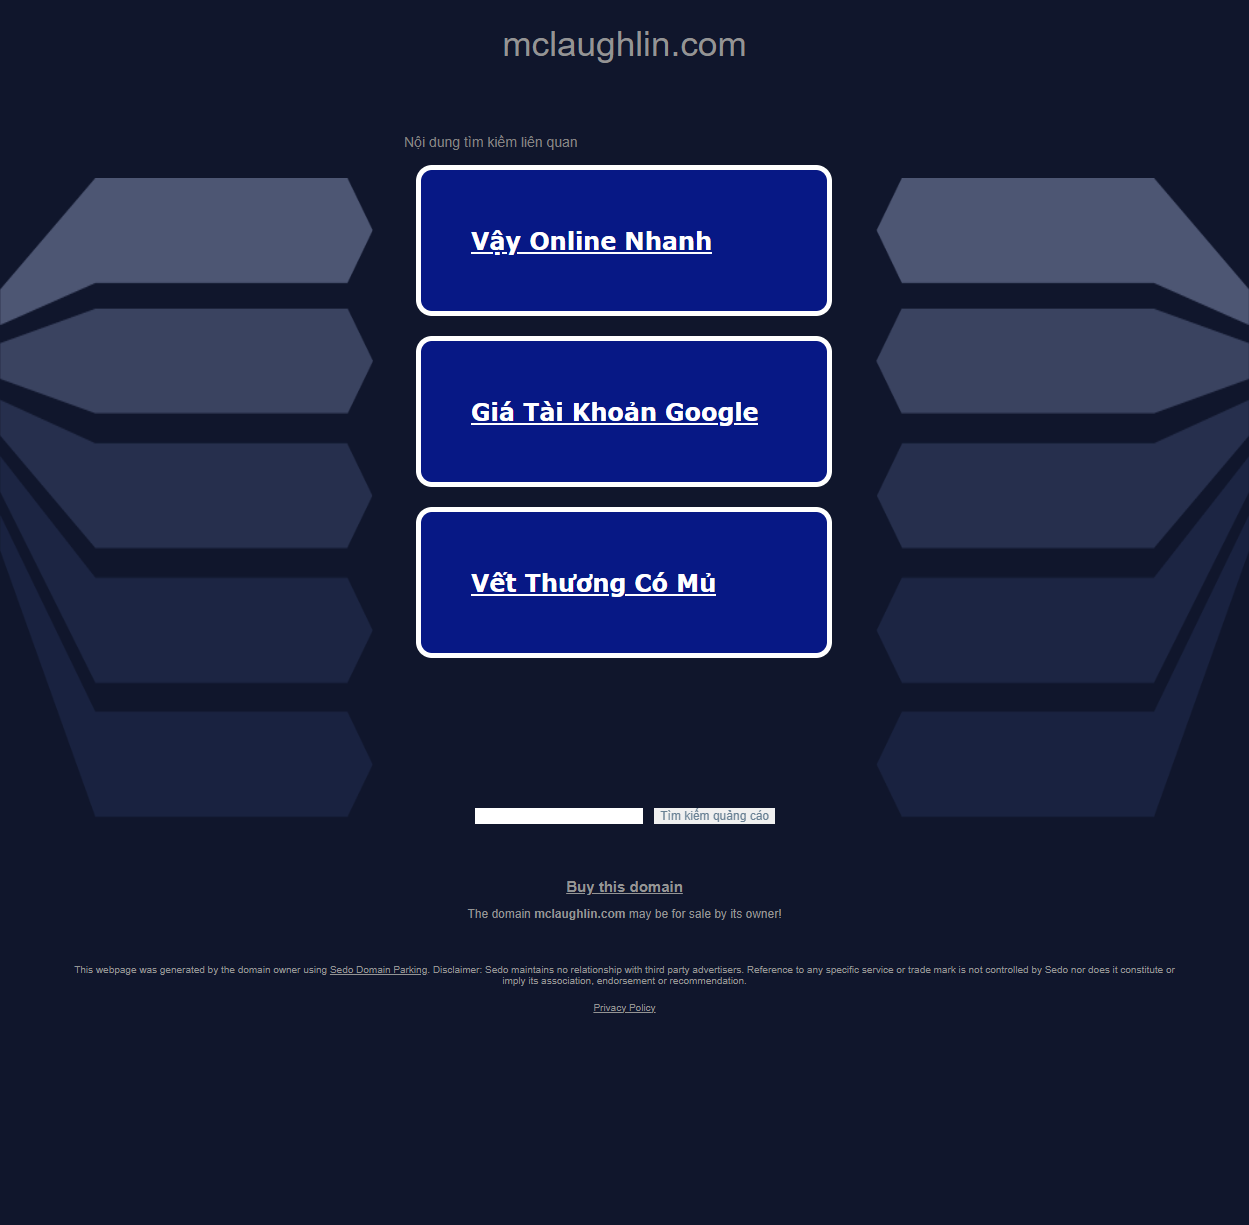 mclaughlin.com
Nội dung tìm kiếm liên quan
Vậy Online Nhanh
Giá Tài Khoản Google
Vết Thương Có Mủ
Tìm kiếm quảng cáo
Buy this domain
The domain mclaughlin.com may be for sale by its owner!
This webpage was generated by the domain owner using Sedo Domain Parking. Disclaimer: Sedo maintains no relationship with third party advertisers. Reference to any specific service or trade mark is not controlled by Sedo nor does it constitute or
imply its association, endorsement or recommendation.
Privacy Policy